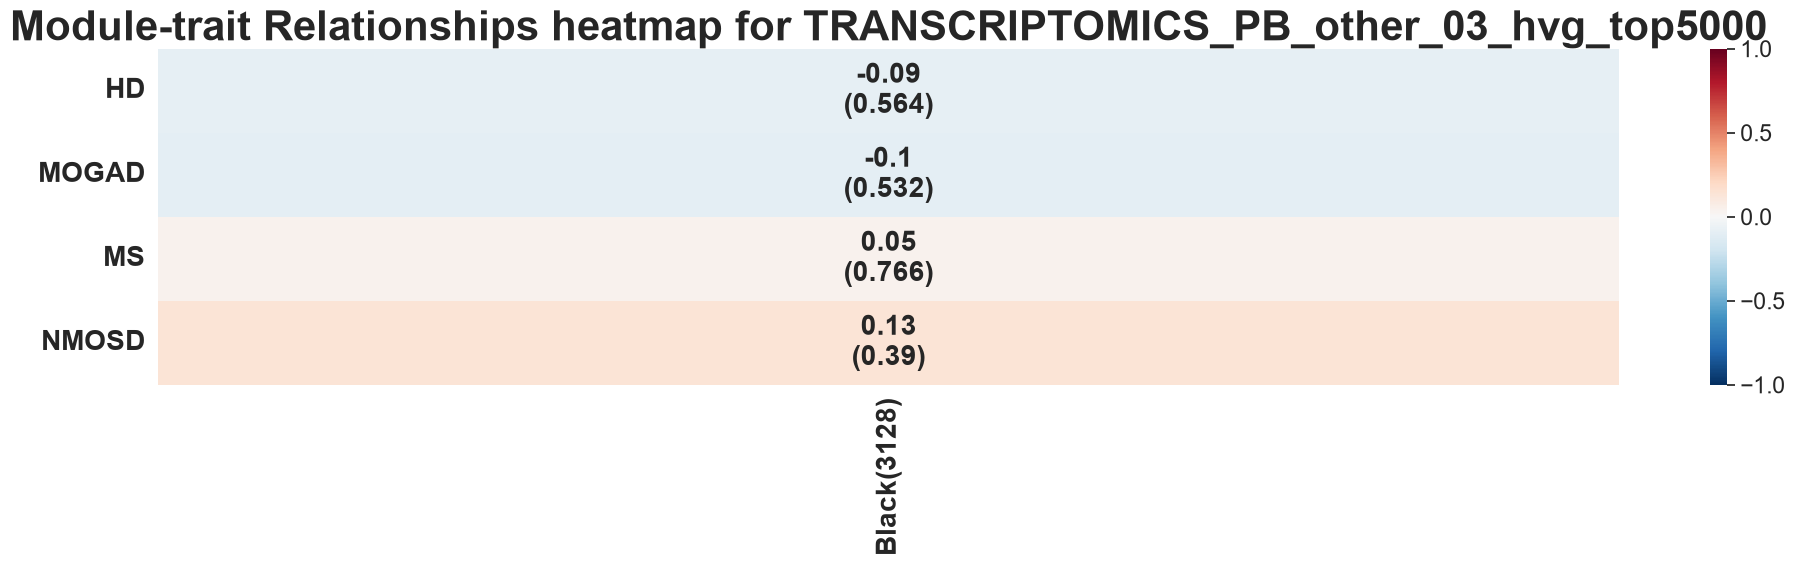 Module-trait Relationships heatmap for TRANSCRIPTOMICS_PB_other_03_hvg_top5000
HD
-0.09
(0.564)
MOGAD
-0.1
(0.532)
MS
0.05
(0.766)
NMOSD
0.13
(0.39)
Black(3128)
1.0
0.5
0.0
−0.5
−1.0